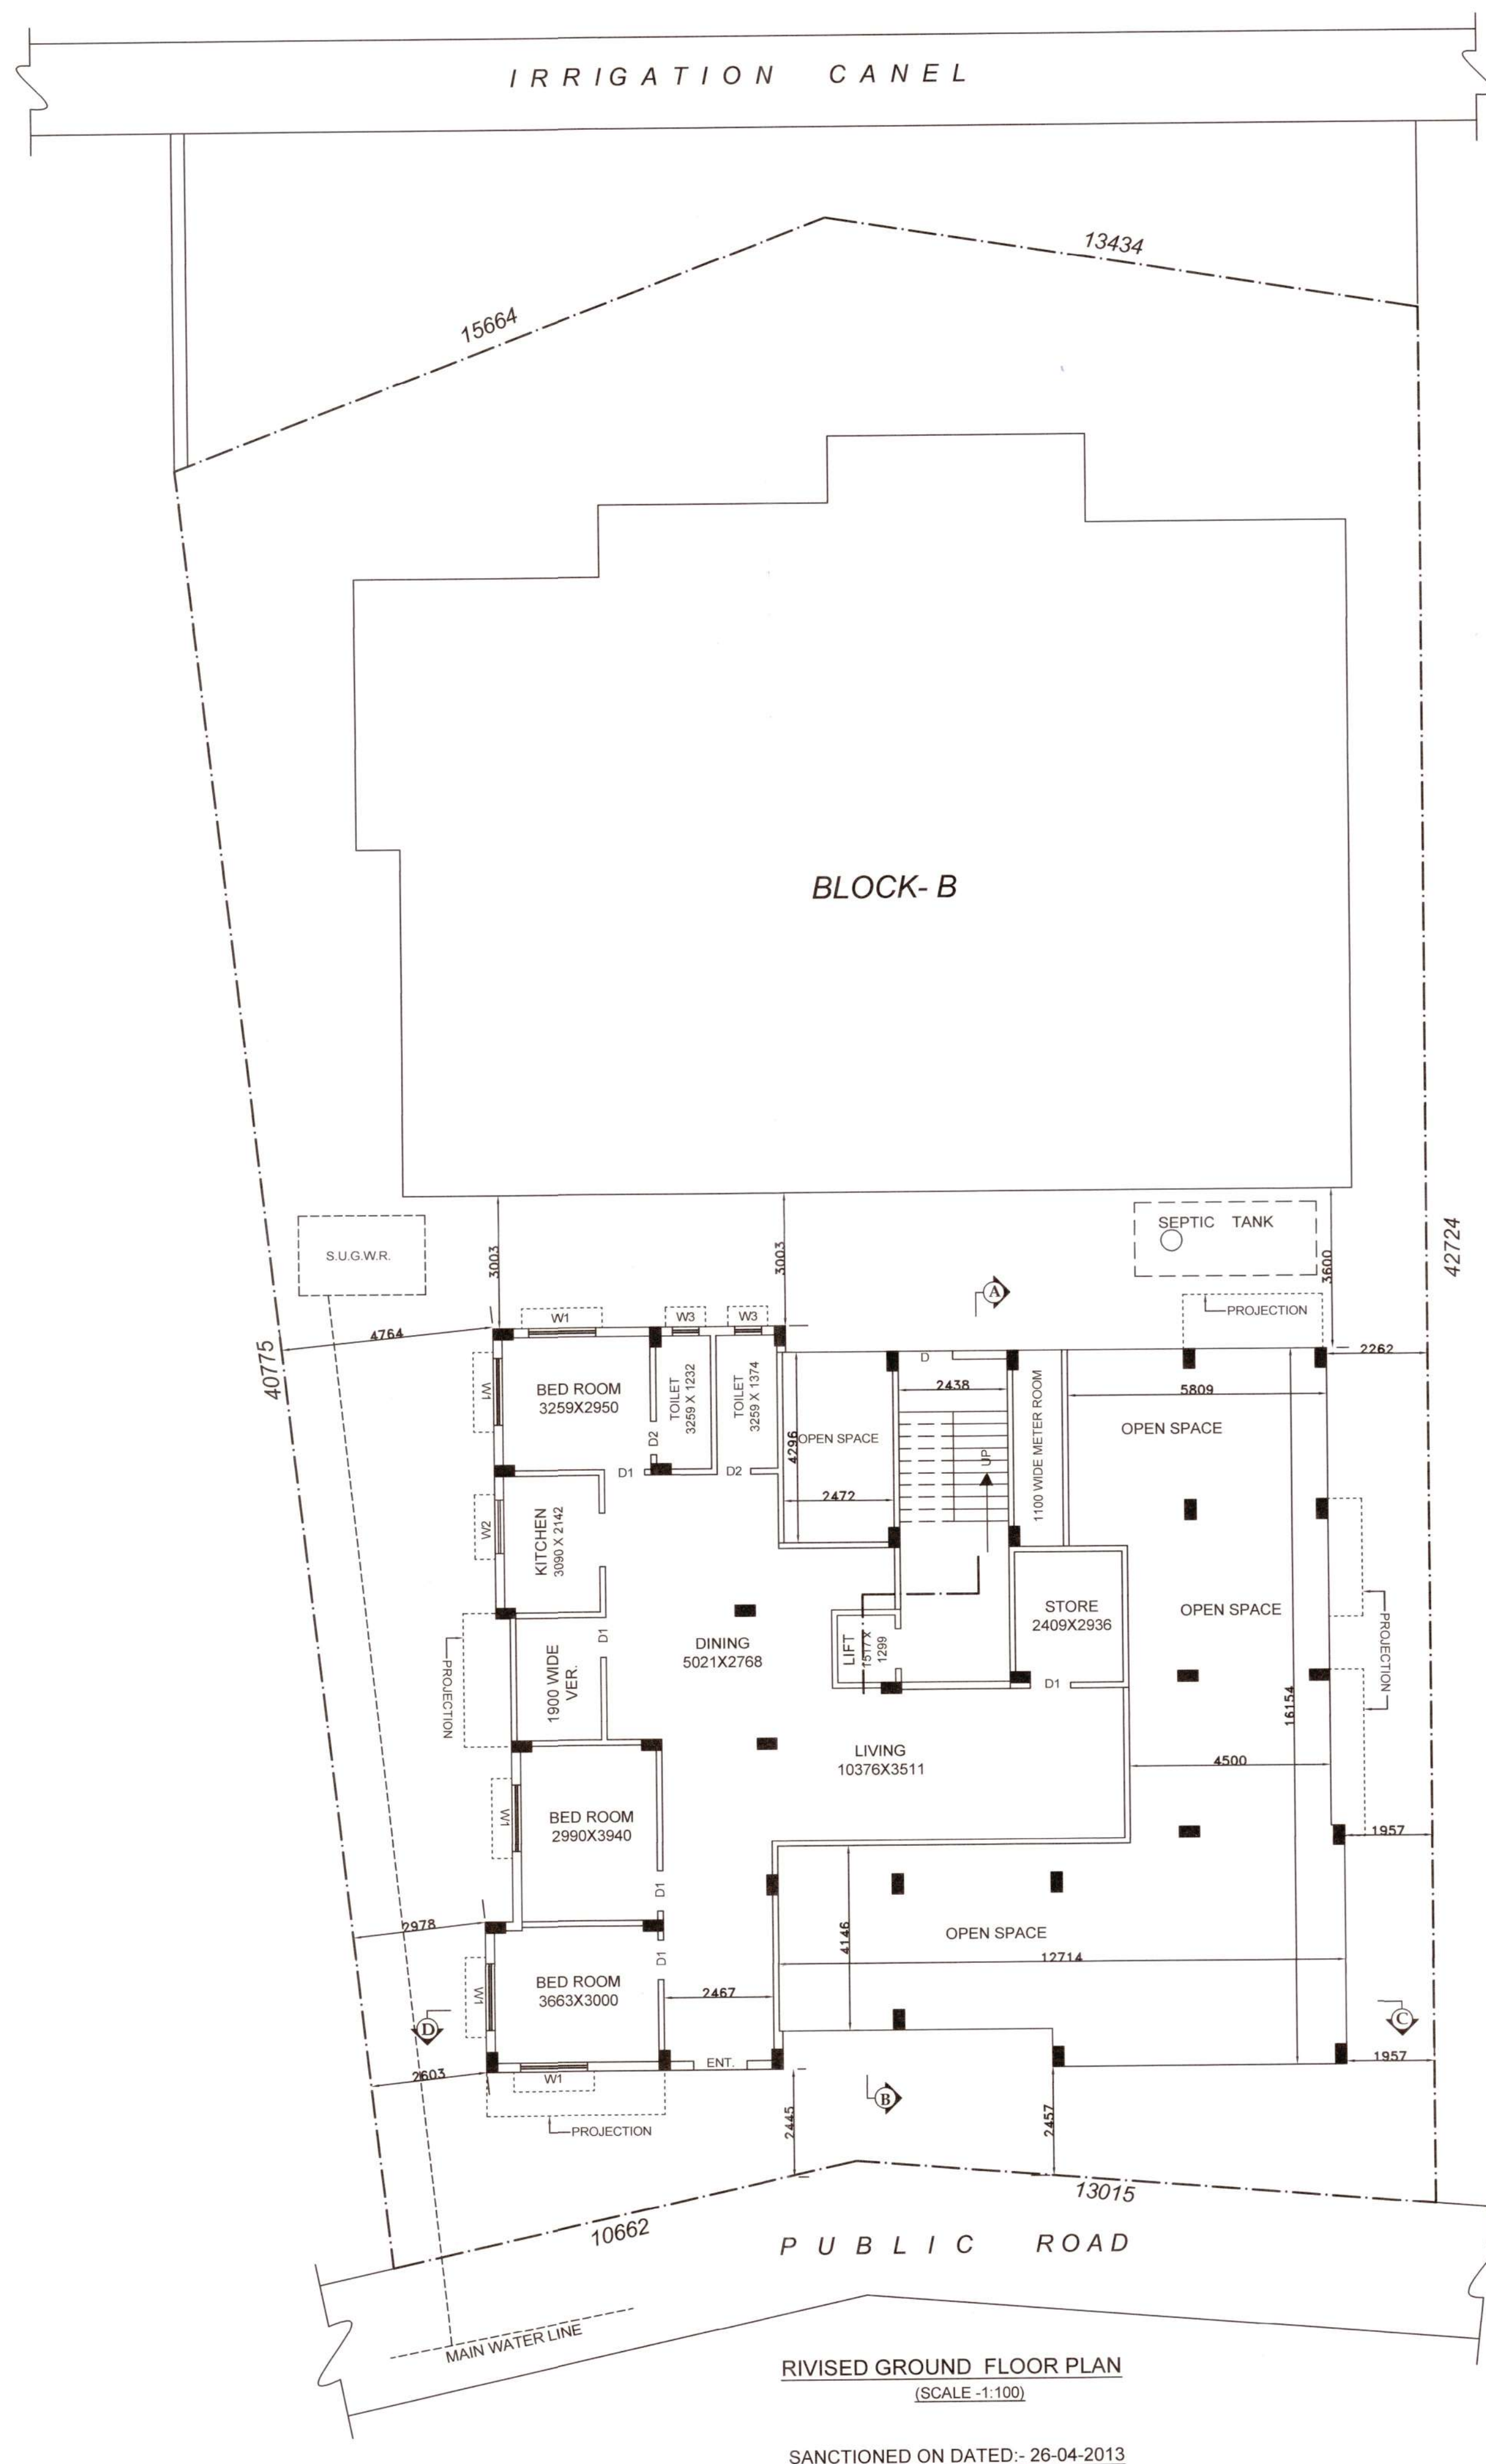 IRRIGATION CANEL
13434
15664
BLOCK- B
SEPTIC TANK
S.U.G.W.R.
42724
3003
3003
3600
A
PROJECTION
W1
W3
W3
4764
40775
2262
D
W1
BED ROOM
3259X2950
TOILET
3259 X 1232
TOILET
3259 X 1374
2438
1100 WIDE METER ROOM
5809
OPEN SPACE
4296
OPEN SPACE
D2
UP
D1
D2
2472
W2
KITCHEN
3090 X 2142
STORE
2409X2936
OPEN SPACE
PROJECTION
D1
DINING
5021X2768
LIFT
1517 X
1299
1900 WIDE
VER.
PROJECTION
D1
16154
LIVING
10376X3511
4500
W1
BED ROOM
2990X3940
1957
D1
2978
4146
OPEN SPACE
12714
D1
BED ROOM
3663X3000
W1
2467
D
C
ENT.
1957
2603
W1
B
PROJECTION
2445
2457
13015
10662
PUBLIC ROAD
MAIN WATER LINE
RIVISED GROUND FLOOR PLAN
(SCALE -1:100)
SANCTIONED ON DATED:- 26-04-2013